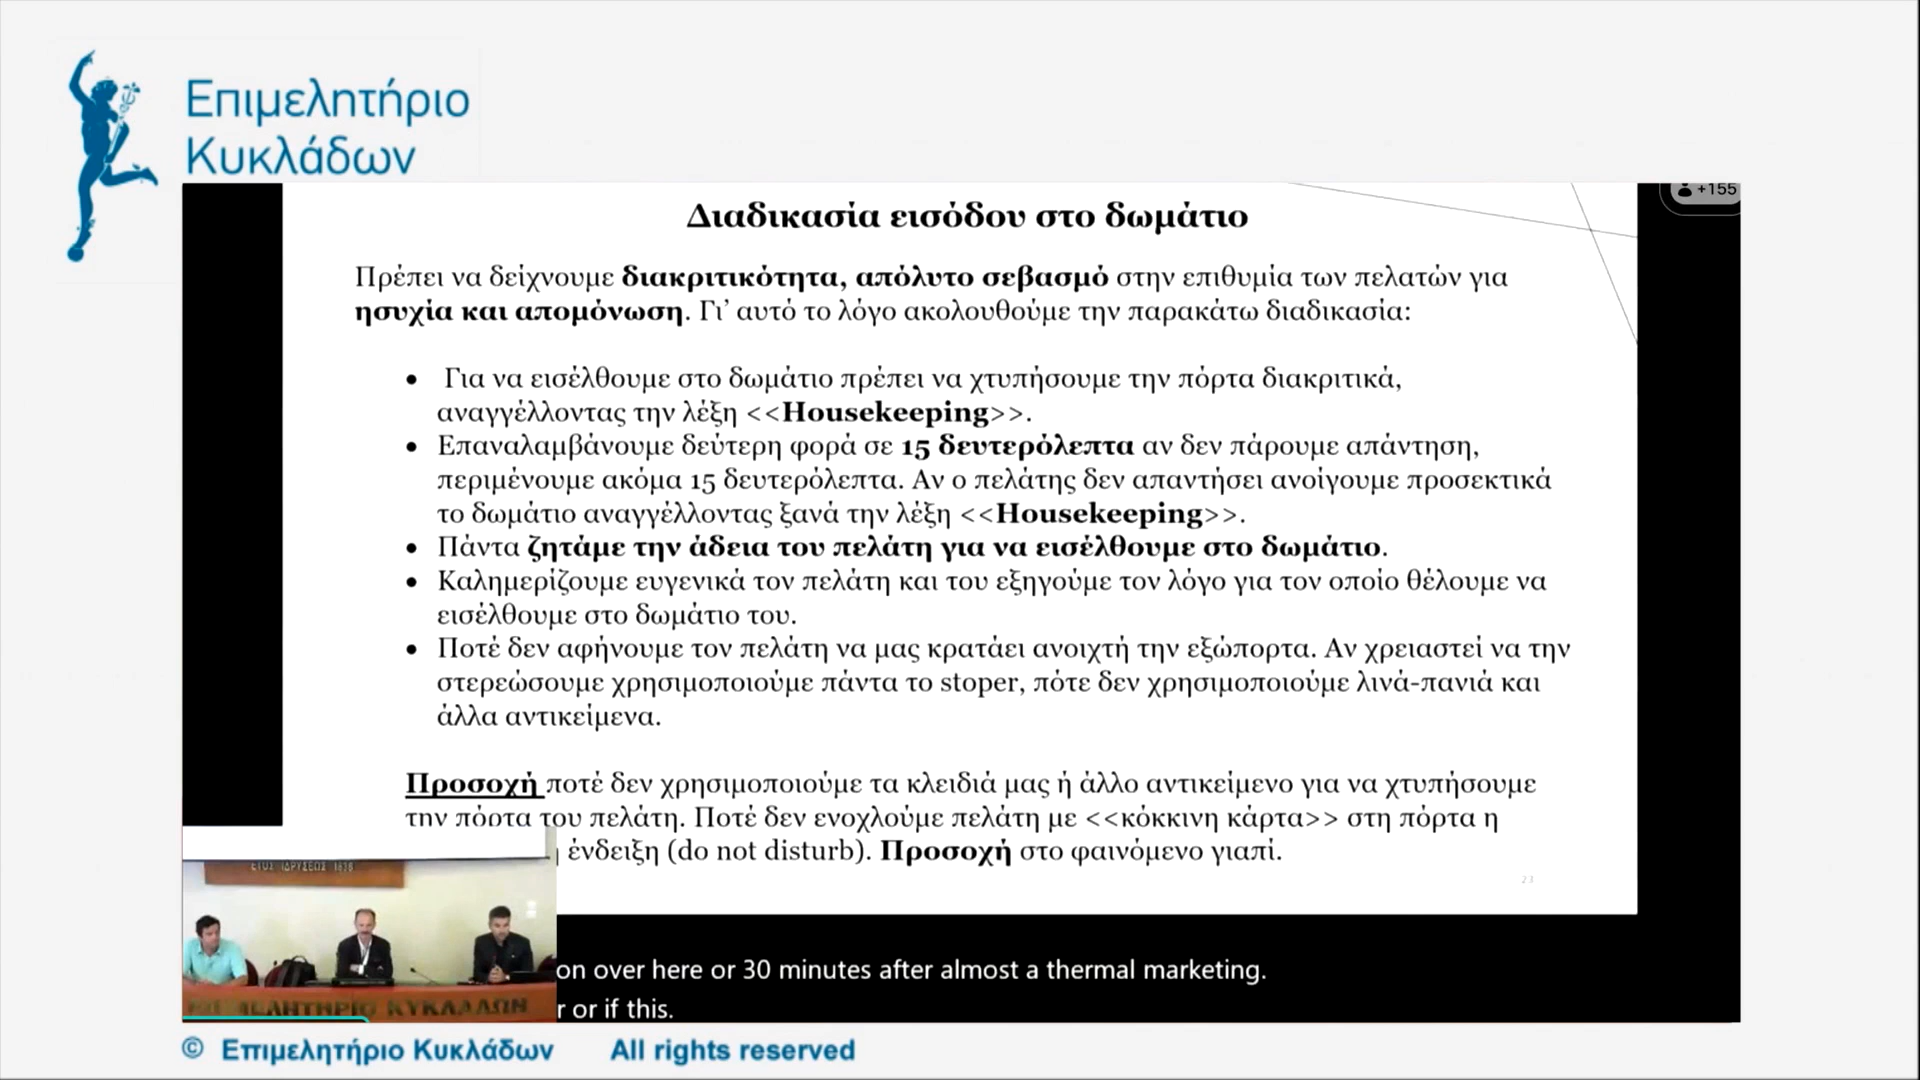 Επιμελητήριο
Κυκλάδων
+155
Διαδικασία εισόδου στο δωμάτιο
Πρέπει να δείχνουμε διακριτικότητα, απόλυτο σεβασμό στην επιθυμία των πελατών για
ησυχία και απομόνωση. Γι’ αυτό το λόγο ακολουθούμε την παρακάτω διαδικασία:
• Για να εισέλθουμε στο δωμάτιο πρέπει να χτυπήσουμε την πόρτα διακριτικά,
αναγγέλλοντας την λέξη <<Housekeeping>>.
• Επαναλαμβάνουμε δεύτερη φορά σε 15 δευτερόλεπτα αν δεν πάρουμε απάντηση,
περιμένουμε ακόμα 15 δευτερόλεπτα. Αν ο πελάτης δεν απαντήσει ανοίγουμε προσεκτικά
το δωμάτιο αναγγέλλοντας ξανά την λέξη <<Housekeeping>>.
• Πάντα ζητάμε την άδεια του πελάτη για να εισέλθουμε στο δωμάτιο.
• Καλημερίζουμε ευγενικά τον πελάτη και του εξηγούμε τον λόγο για τον οποίο θέλουμε να
εισέλθουμε στο δωμάτιο του.
• Ποτέ δεν αφήνουμε τον πελάτη να μας κρατάει ανοιχτή την εξώπορτα. Αν χρειαστεί να την
στερεώσουμε χρησιμοποιούμε πάντα το stoper, πότε δεν χρησιμοποιούμε λινά-πανιά και
άλλα αντικείμενα.
Προσοχή ποτέ δεν χρησιμοποιούμε τα κλειδιά μας ή άλλο αντικείμενο για να χτυπήσουμε
την πόρτα του πελάτη. Ποτέ δεν ενοχλούμε πελάτη με <<κόκκινη κάρτα>> στη πόρτα η
ένδειξη (do not disturb). Προσοχή στο φαινόμενο γιαπί.
23
ΕΤΟΣ ΙΔΡΥΣΕΩΣ 1836
ΕΠΙΜΕΛΗΤΗΡΙΟ ΚΥΚΛΑΔΩΝ
on over here or 30 minutes after almost a thermal marketing.
or if this.
© Επιμελητήριο Κυκλάδων All rights reserved